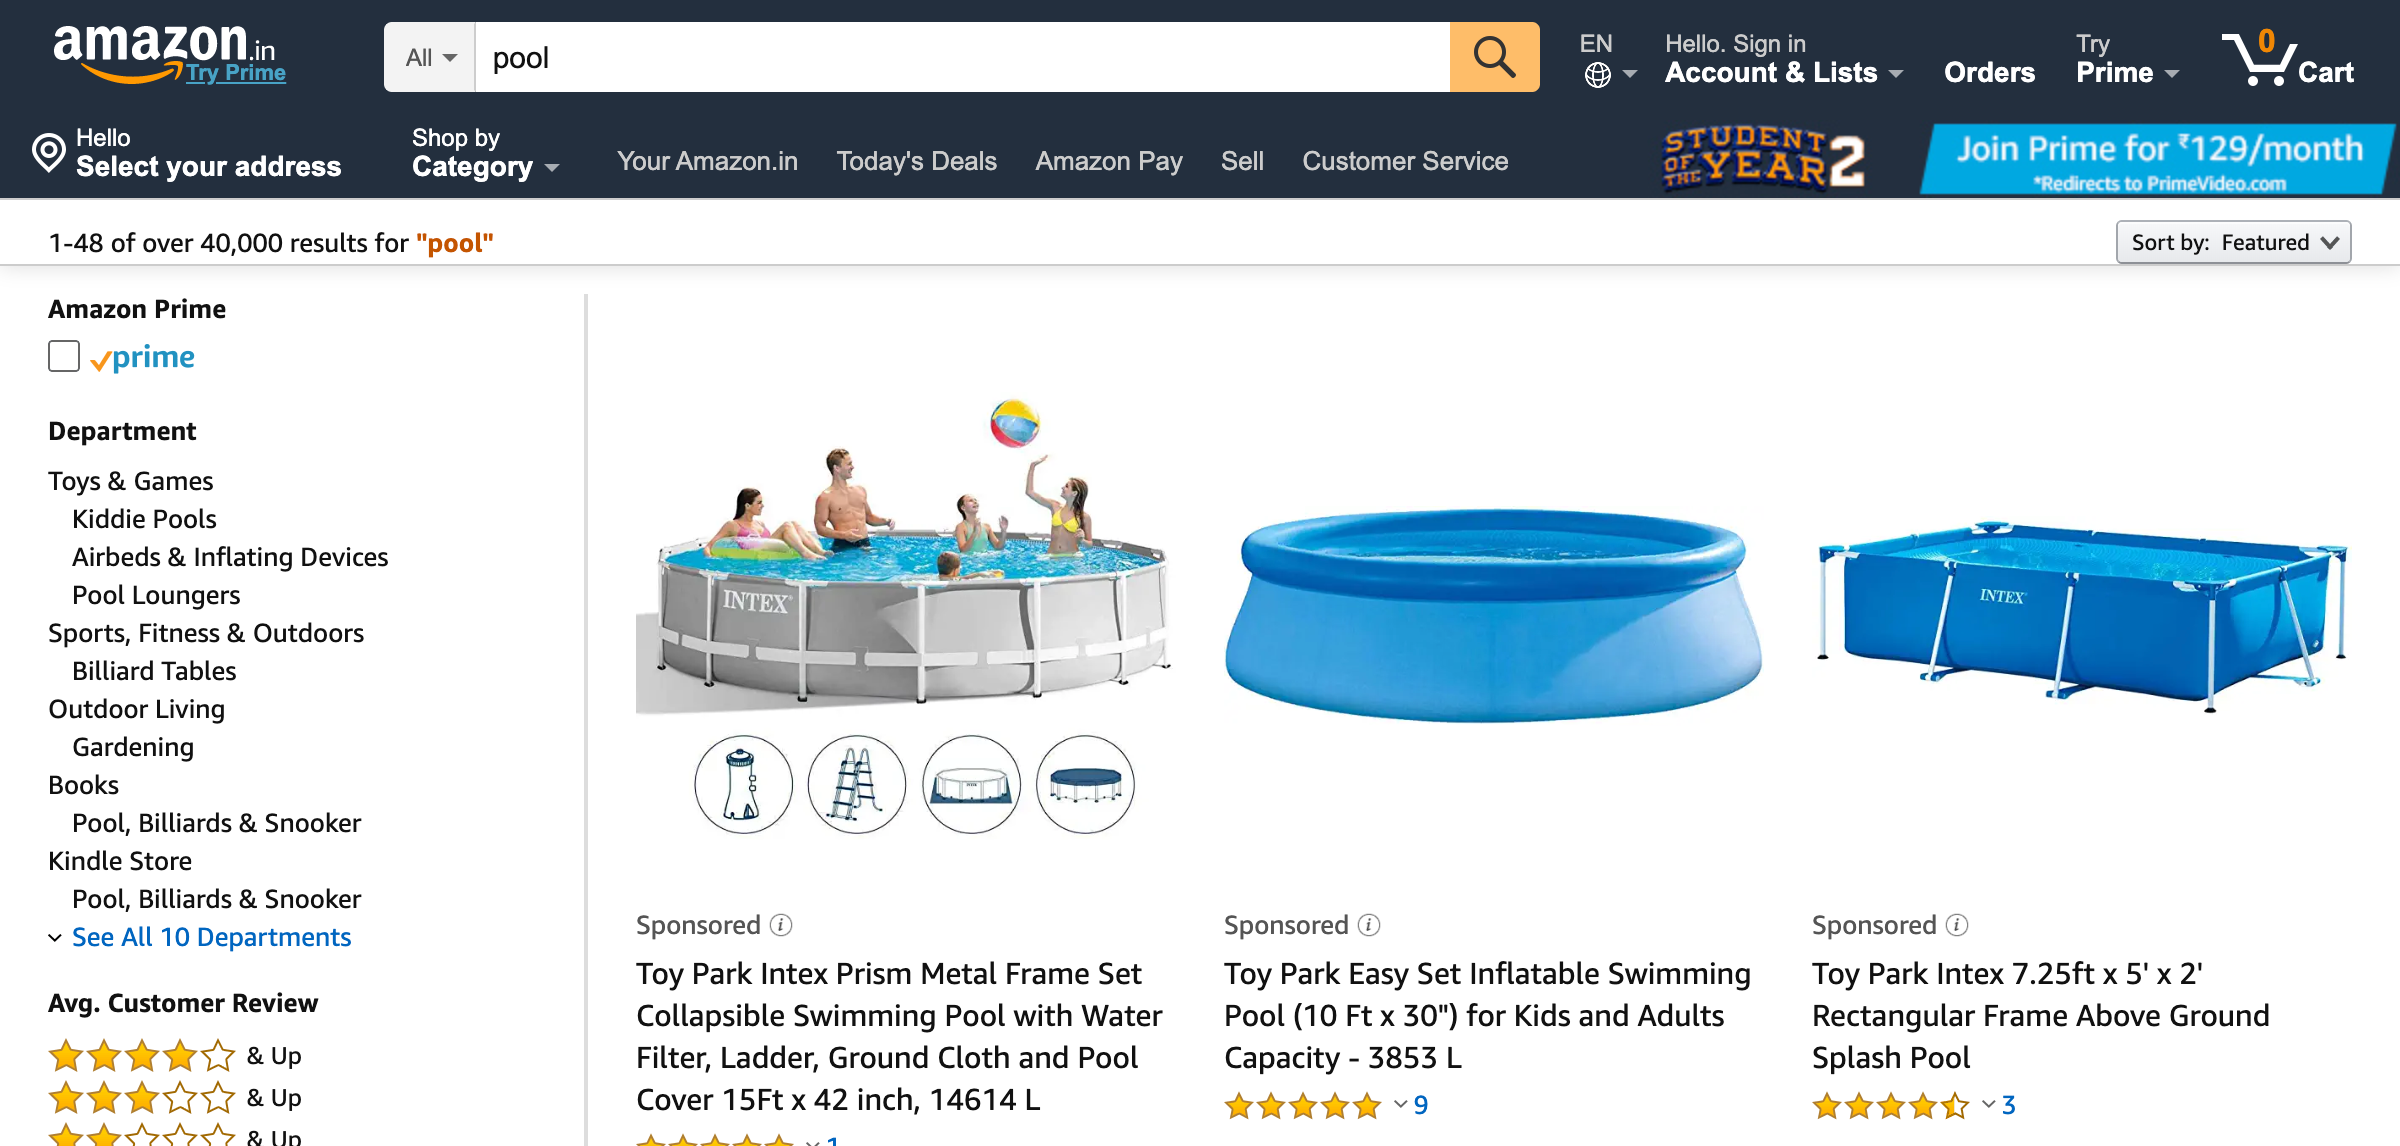 amazon.in
Try Prime
All
pool
EN
Hello. Sign in
Account & Lists
Orders
Try
Prime
0
Cart
Hello
Select your address
Shop by
Category
Your Amazon.in
Today's Deals
Amazon Pay
Sell
Customer Service
STUDENT
OF THE YEAR 2
Join Prime for ₹129/month
*Redirects to PrimeVideo.com
1-48 of over 40,000 results for "pool"
Sort by: Featured
Amazon Prime
prime
Department
Toys & Games
Kiddie Pools
Airbeds & Inflating Devices
Pool Loungers
Sports, Fitness & Outdoors
Billiard Tables
Outdoor Living
Gardening
Books
Pool, Billiards & Snooker
Kindle Store
Pool, Billiards & Snooker
See All 10 Departments
Avg. Customer Review
& Up
& Up
& Up
INTEX
Sponsored
Toy Park Intex Prism Metal Frame Set
Collapsible Swimming Pool with Water
Filter, Ladder, Ground Cloth and Pool
Cover 15Ft x 42 inch, 14614 L
1
Sponsored
Toy Park Easy Set Inflatable Swimming
Pool (10 Ft x 30") for Kids and Adults
Capacity - 3853 L
9
INTEX
Sponsored
Toy Park Intex 7.25ft x 5' x 2'
Rectangular Frame Above Ground
Splash Pool
3